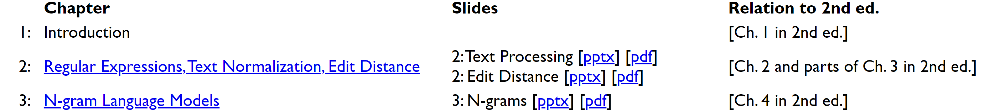 Chapter Slides Relation to 2nd ed.
1: Introduction [Ch. 1 in 2nd ed.]
2: Regular Expressions, Text Normalization, Edit Distance
2: Text Processing [pptx] [pdf]
2: Edit Distance [pptx] [pdf]
[Ch. 2 and parts of Ch. 3 in 2nd ed.]
3: N-gram Language Models 3: N-grams [pptx] [pdf] [Ch. 4 in 2nd ed.]